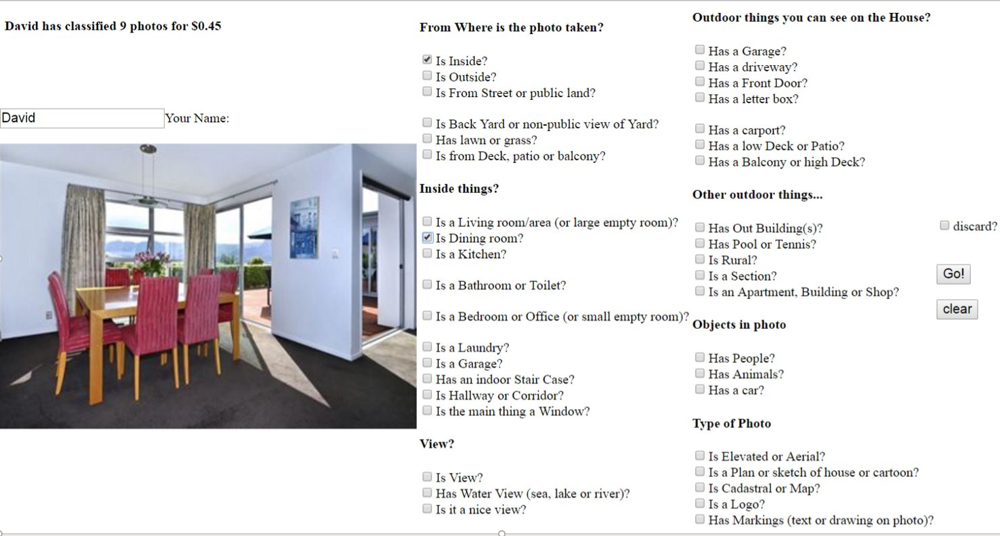 David has classified 9 photos for $0.45
David
Your Name:
From Where is the photo taken?
Is Inside?
Is Outside?
Is From Street or public land?
Is Back Yard or non-public view of Yard?
Has lawn or grass?
Is from Deck, patio or balcony?
Inside things?
Is a Living room/area (or large empty room)?
Is Dining room?
Is a Kitchen?
Is a Bathroom or Toilet?
Is a Bedroom or Office (or small empty room)?
Is a Laundry?
Is a Garage?
Has an indoor Stair Case?
Is Hallway or Corridor?
Is the main thing a Window?
View?
Is View?
Has Water View (sea, lake or river)?
Is it a nice view?
Outdoor things you can see on the House?
Has a Garage?
Has a driveway?
Has a Front Door?
Has a letter box?
Has a carport?
Has a low Deck or Patio?
Has a Balcony or high Deck?
Other outdoor things...
Has Out Building(s)?
Has Pool or Tennis?
Is Rural?
Is a Section?
Is an Apartment, Building or Shop?
Objects in photo
Has People?
Has Animals?
Has a car?
Type of Photo
Is Elevated or Aerial?
Is a Plan or sketch of house or cartoon?
Is Cadastral or Map?
Is a Logo?
Has Markings (text or drawing on photo)?
discard?
Go!
clear